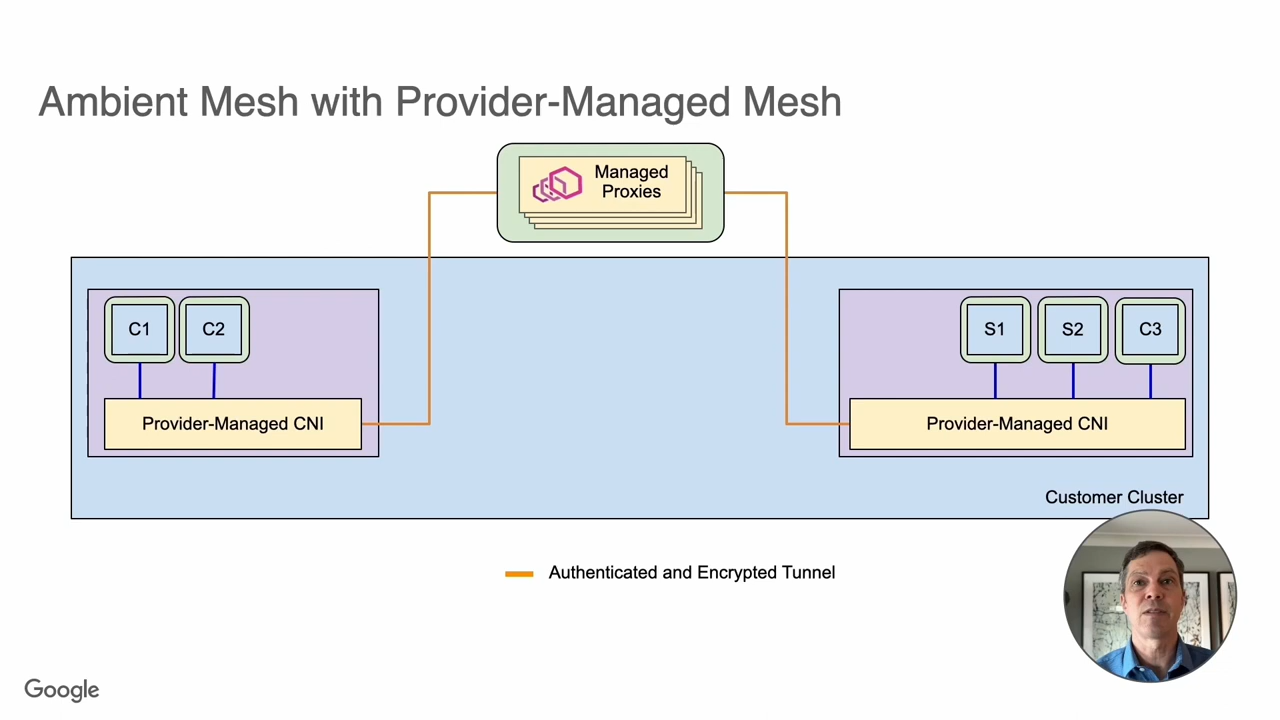 Ambient Mesh with Provider-Managed Mesh
Managed
Proxies
C1
C2
S1
S2
C3
Provider-Managed CNI
Provider-Managed CNI
Customer Cluster
Authenticated and Encrypted Tunnel
Google